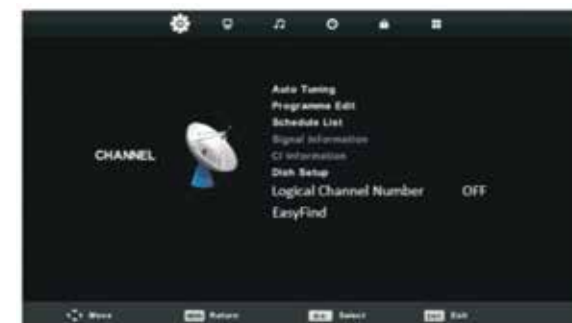 Auto Tuning
Programme Edit
Schedule List
Signal Information
CI Information
CHANNEL
Dish Setup
Logical Channel Number OFF
EasyFind
Move Return Select Exit